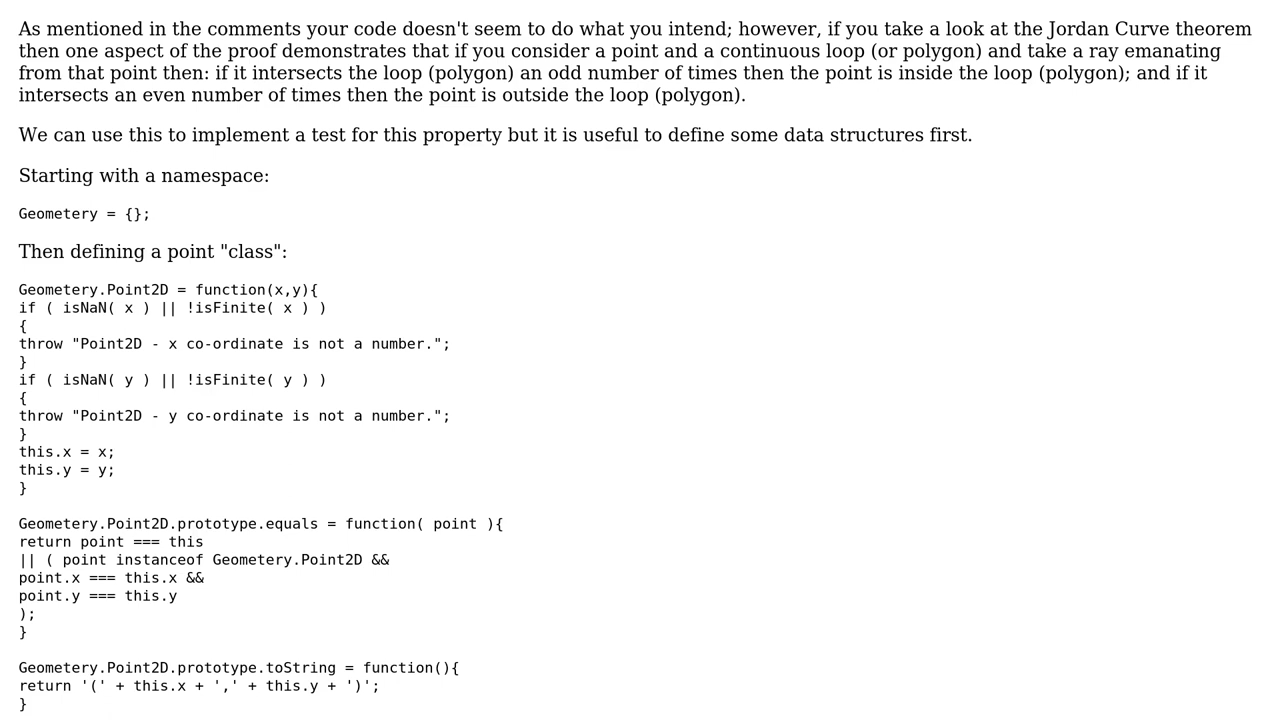 As mentioned in the comments your code doesn't seem to do what you intend; however, if you take a look at the Jordan Curve theorem
then one aspect of the proof demonstrates that if you consider a point and a continuous loop (or polygon) and take a ray emanating
from that point then: if it intersects the loop (polygon) an odd number of times then the point is inside the loop (polygon); and if it
intersects an even number of times then the point is outside the loop (polygon).
We can use this to implement a test for this property but it is useful to define some data structures first.
Starting with a namespace:
Geometery = {};
Then defining a point "class":
Geometery.Point2D = function(x,y){
if ( isNaN( x ) || !isFinite( x ) )
{
throw "Point2D - x co-ordinate is not a number.";
}
if ( isNaN( y ) || !isFinite( y ) )
{
throw "Point2D - y co-ordinate is not a number.";
}
this.x = x;
this.y = y;
}
Geometery.Point2D.prototype.equals = function( point ){
return point === this
|| ( point instanceof Geometery.Point2D &&
point.x === this.x &&
point.y === this.y
);
}
Geometery.Point2D.prototype.toString = function(){
return '(' + this.x + ',' + this.y + ')';
}